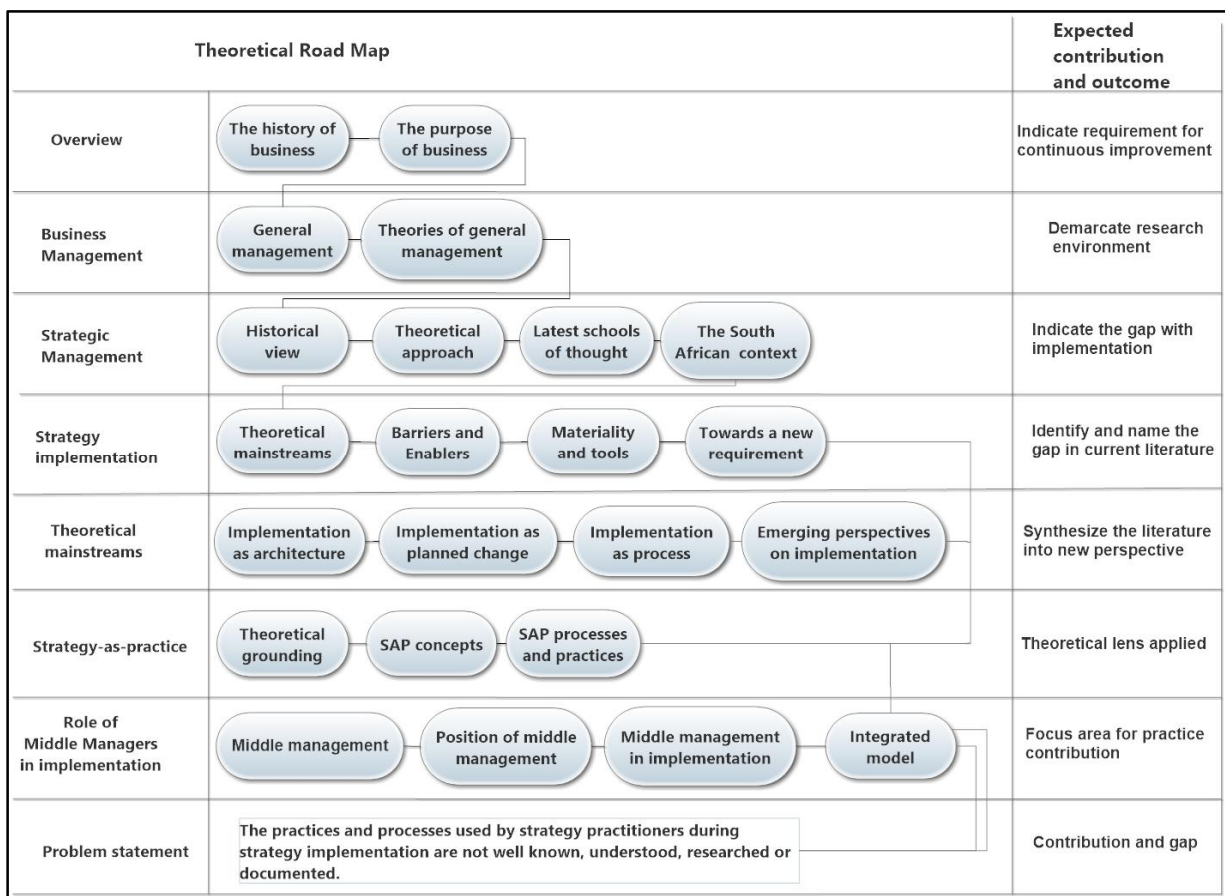 Theoretical Road Map
Expected
contribution
and outcome
Overview
The history of
business
The purpose
of business
Indicate requirement for
continuous improvement
Business
Management
General
management
Theories of general
management
Demarcate research
environment
Strategic
Management
Historical
view
Theoretical
approach
Latest schools
of thought
The South
African context
Indicate the gap with
implementation
Strategy
implementation
Theoretical
mainstreams
Barriers and
Enablers
Materiality
and tools
Towards a new
requirement
Identify and name the
gap in current literature
Theoretical
mainstreams
Implementation
as architecture
Implementation as
planned change
Implementation
as process
Emerging perspectives
on implementation
Synthesize the literature
into new perspective
Strategy-as-practice
Theoretical
grounding
SAP concepts
SAP processes
and practices
Theoretical lens applied
Role of
Middle Managers
in implementation
Middle management
Position of middle
management
Middle management
in implementation
Integrated
model
Focus area for practice
contribution
Problem statement
The practices and processes used by strategy practitioners during
strategy implementation are not well known, understood, researched or
documented.
Contribution and gap